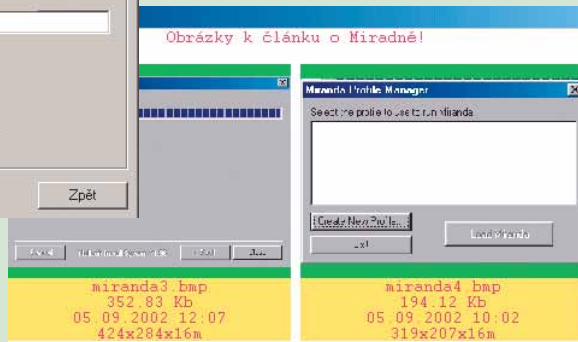 Obrázky k článku o Miradně!
Miranda Profile Manager
Select the profile to use to run Miranda
Create New Profile...
Exit
Load Miranda
Zpět
Close
miranda3.bmp
352.83 Kb
05.09.2002 12:07
424x284x16m
miranda4.bmp
194.12 Kb
05.09.2002 10:02
319x207x16m